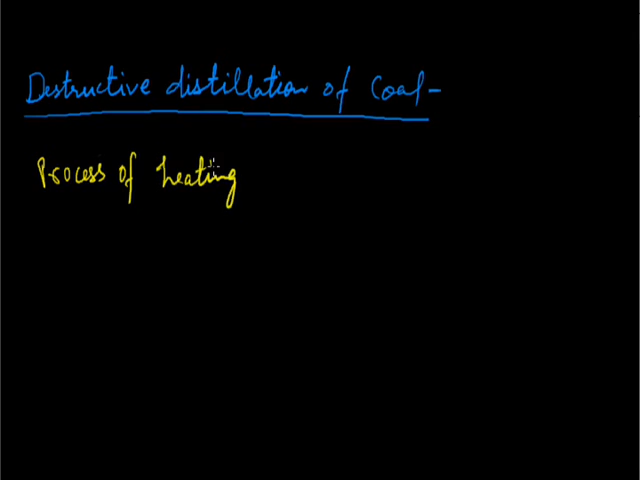 Destructive distillation of Coal-
Process of heating